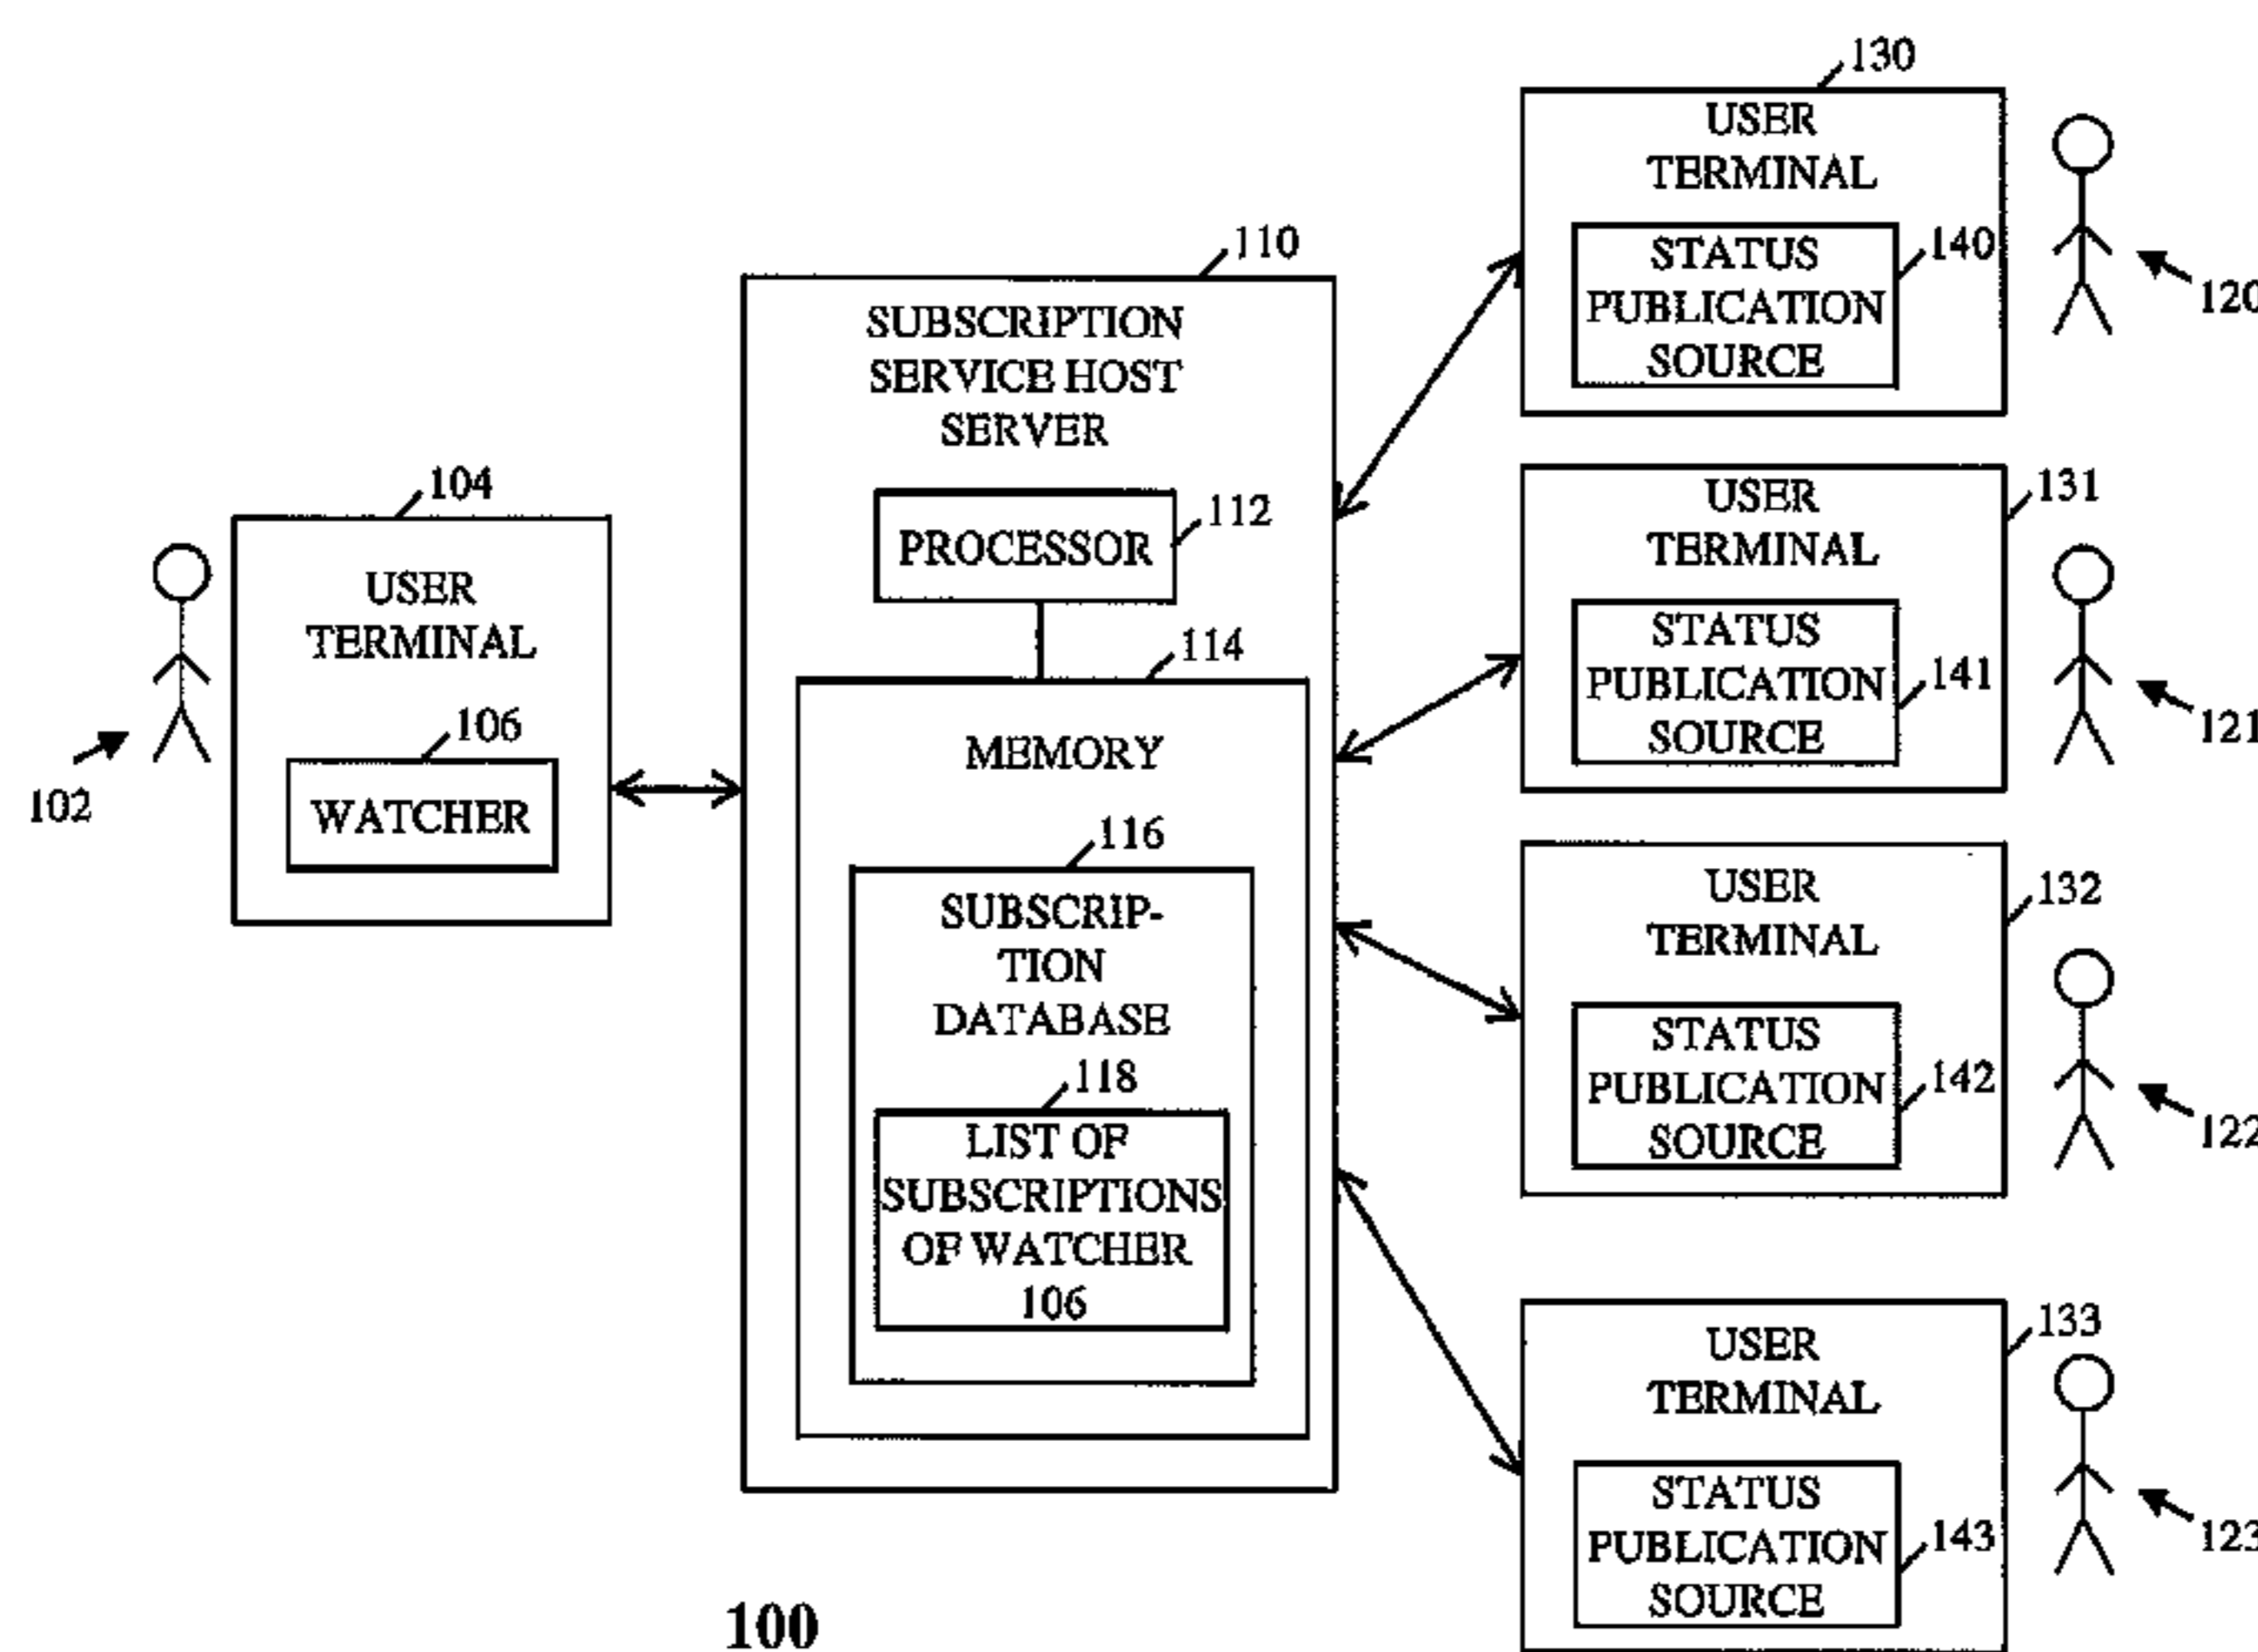 102
104
USER
TERMINAL
106
WATCHER
110
SUBSCRIPTION
SERVICE HOST
SERVER
112
PROCESSOR
114
MEMORY
116
SUBSCRIP-
TION
DATABASE
118
LIST OF
SUBSCRIPTIONS
OF WATCHER
106
130
USER
TERMINAL
STATUS
PUBLICATION
SOURCE
140
120
131
USER
TERMINAL
STATUS
PUBLICATION
SOURCE
141
121
132
USER
TERMINAL
STATUS
PUBLICATION
SOURCE
142
122
133
USER
TERMINAL
STATUS
PUBLICATION
SOURCE
143
123
100